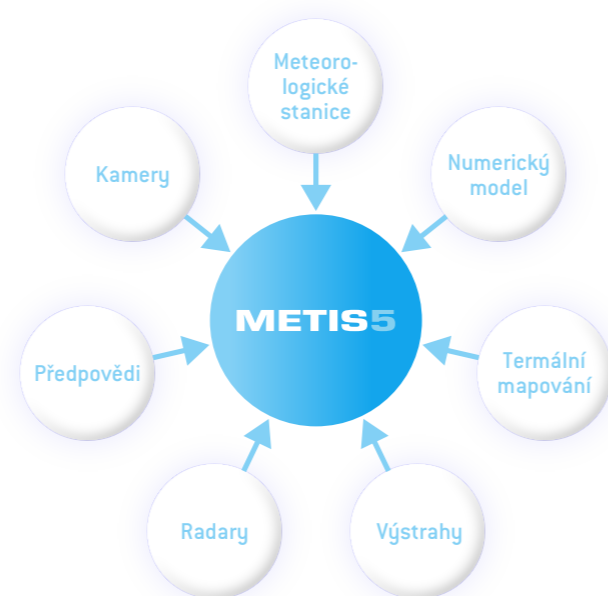 Meteoro-
logické
stanice
Kamery
Numerický
model
METIS5
Předpovědi
Termální
mapování
Radary
Výstrahy